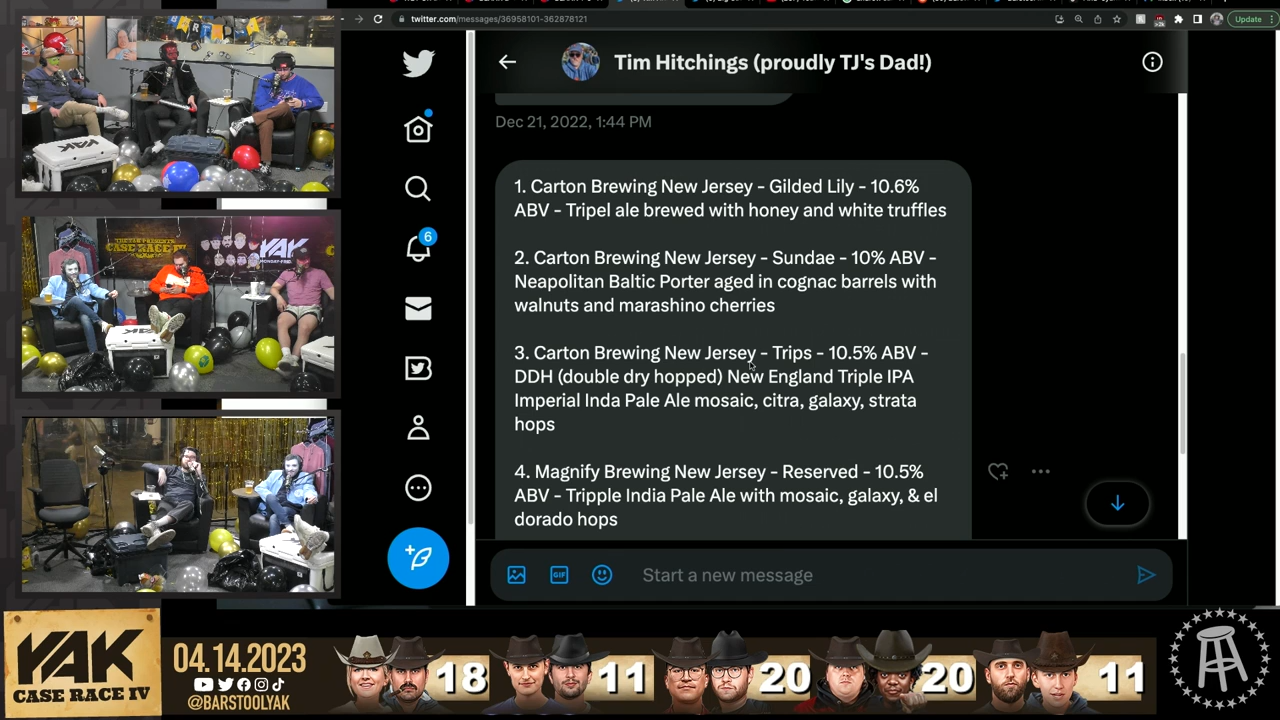 twitter.com/messages/36958101-362878121
Update
Tim Hitchings (proudly TJ's Dad!)
Dec 21, 2022, 1:44 PM
1. Carton Brewing New Jersey - Gilded Lily - 10.6%
ABV - Tripel ale brewed with honey and white truffles
2. Carton Brewing New Jersey - Sundae - 10% ABV -
Neapolitan Baltic Porter aged in cognac barrels with
walnuts and marashino cherries
3. Carton Brewing New Jersey - Trips - 10.5% ABV -
DDH (double dry hopped) New England Triple IPA
Imperial Inda Pale Ale mosaic, citra, galaxy, strata
hops
4. Magnify Brewing New Jersey - Reserved - 10.5%
ABV - Tripple India Pale Ale with mosaic, galaxy, & el
dorado hops
6
GIF
Start a new message
CASE RACE IV
YAK
YAK
CASE RACE IV
04.14.2023
@BARSTOOLYAK
18
11
20
20
11